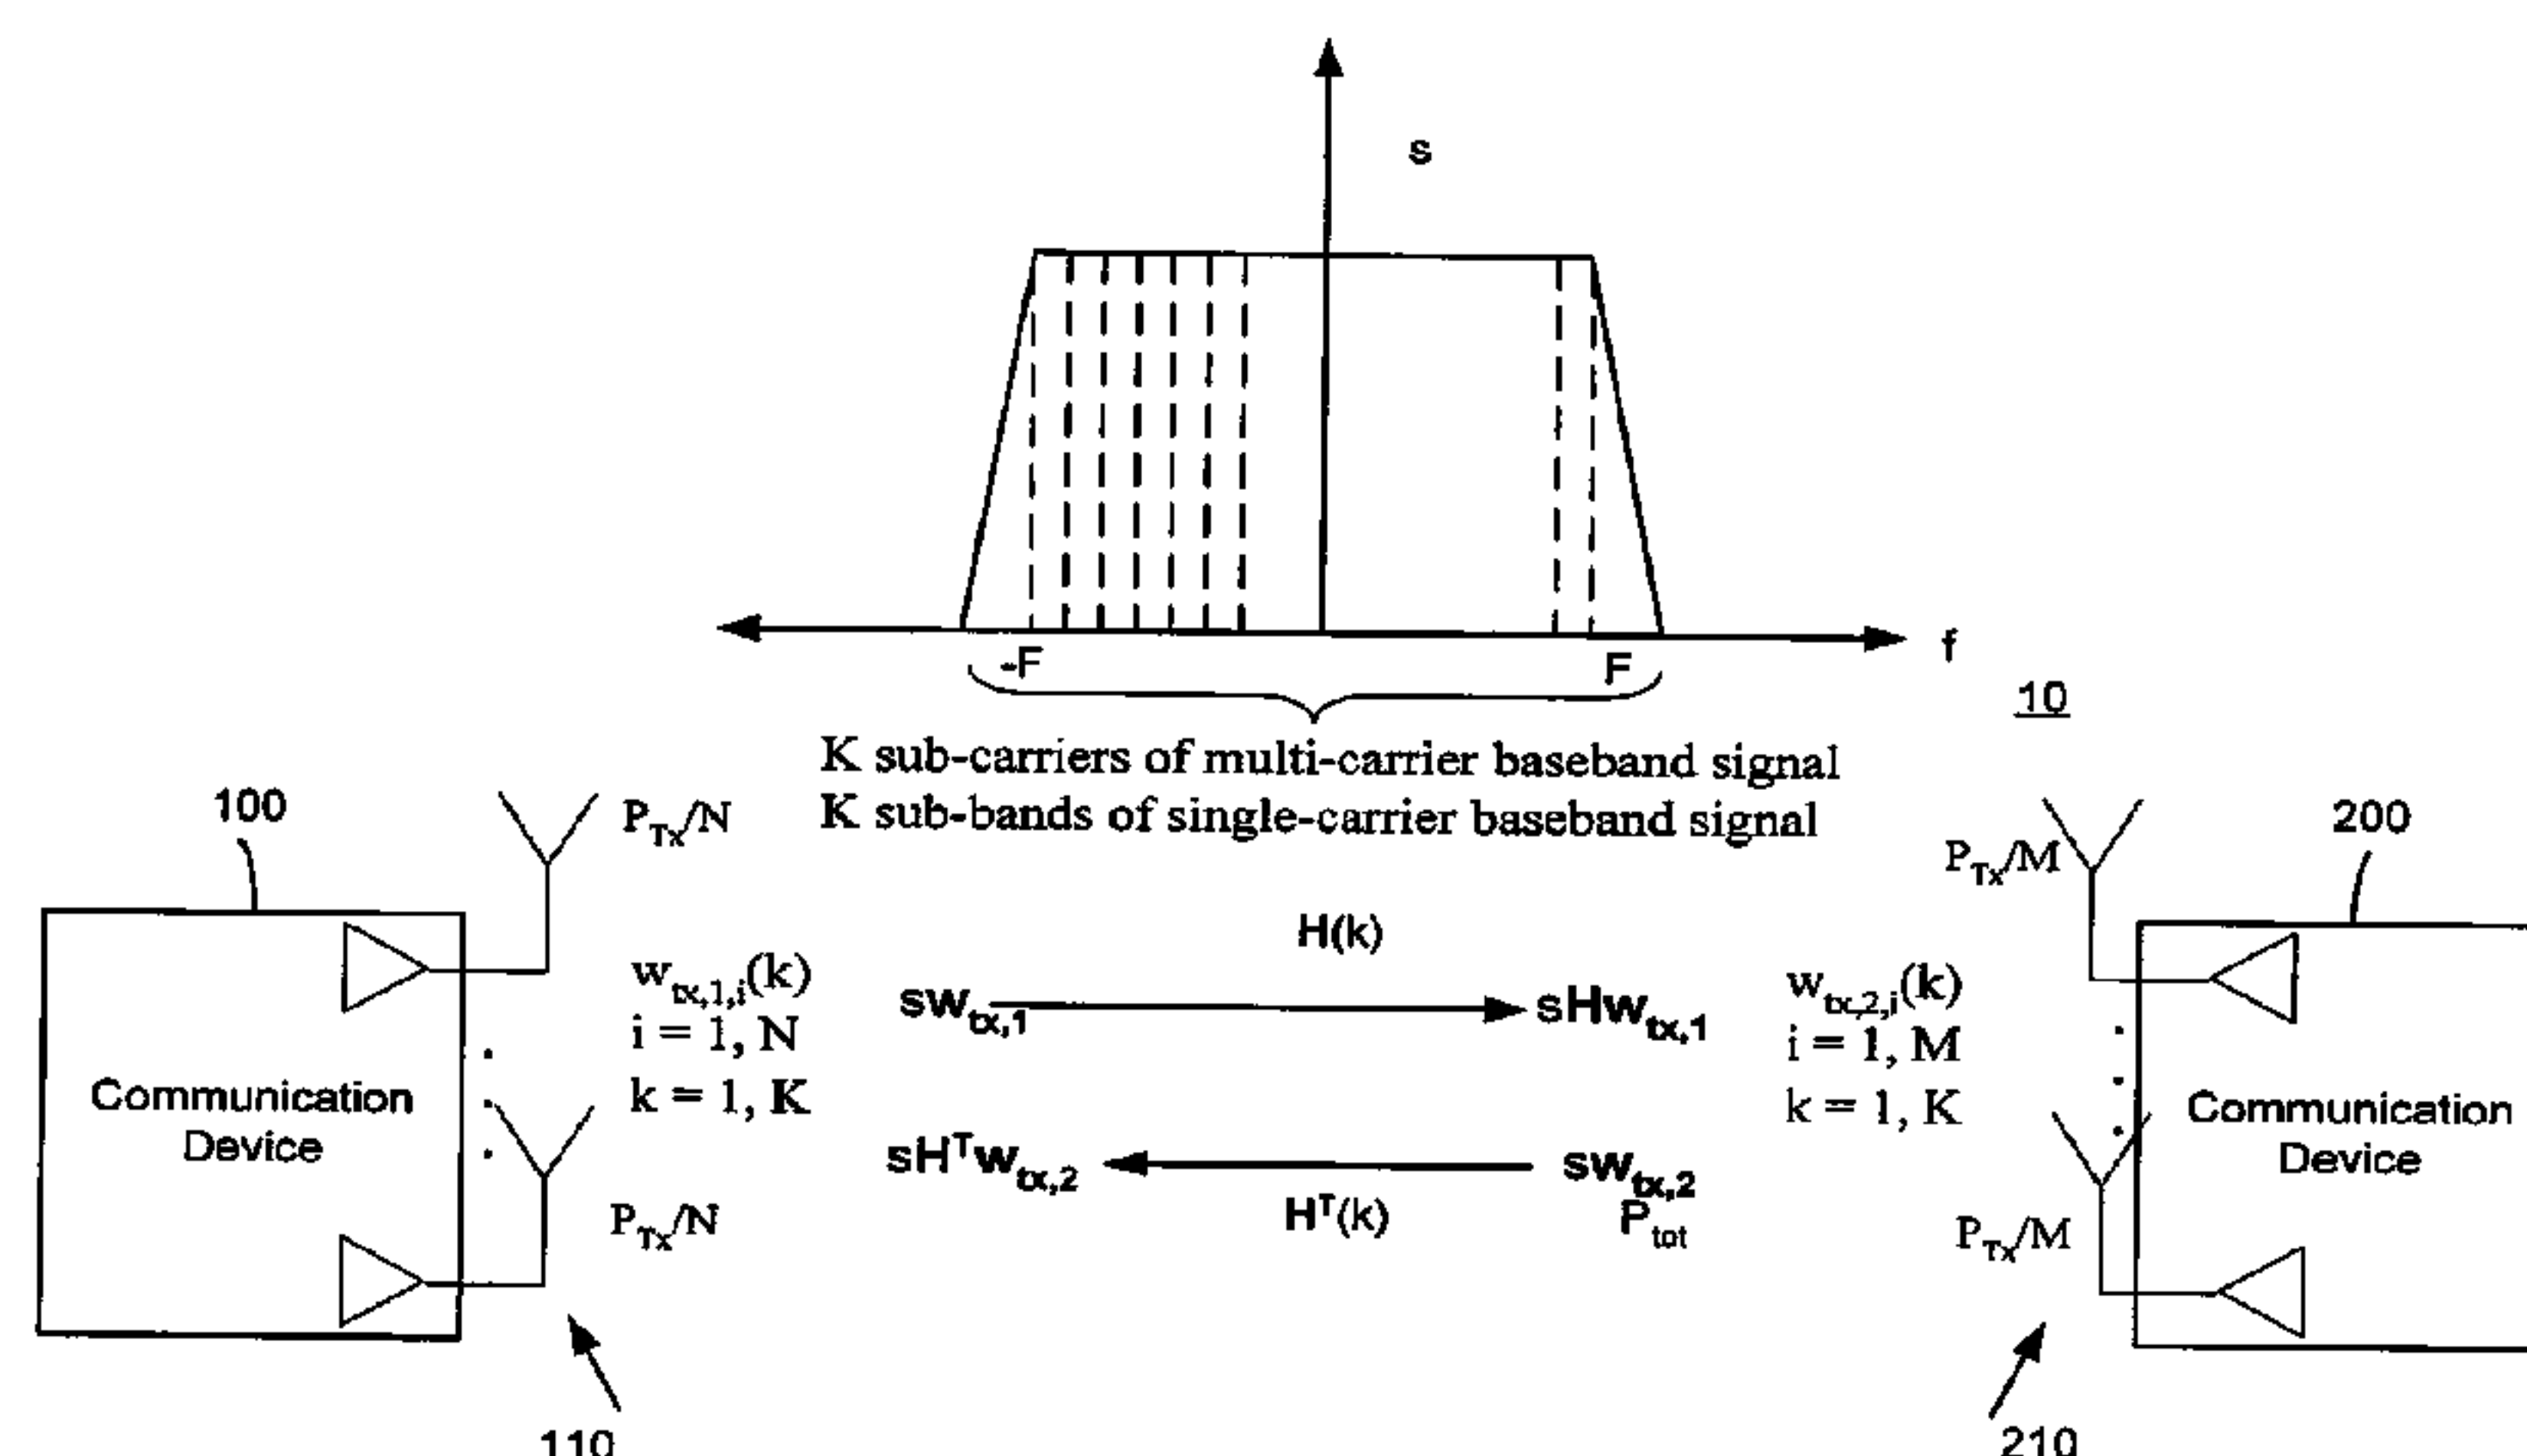 s
f
-F
F
10
K sub-carriers of multi-carrier baseband signal
K sub-bands of single-carrier baseband signal
100
P_Tx/N
P_Tx/M
200
H(k)
w_tx,1,i(k)
i = 1, N
k = 1, K
sw_tx,1
sHw_tx,1
w_tx,2,i(k)
i = 1, M
k = 1, K
Communication
Device
Communication
Device
sH^Tw_tx,2
sw_tx,2
P_tot
H^T(k)
P_Tx/N
P_Tx/M
110
210